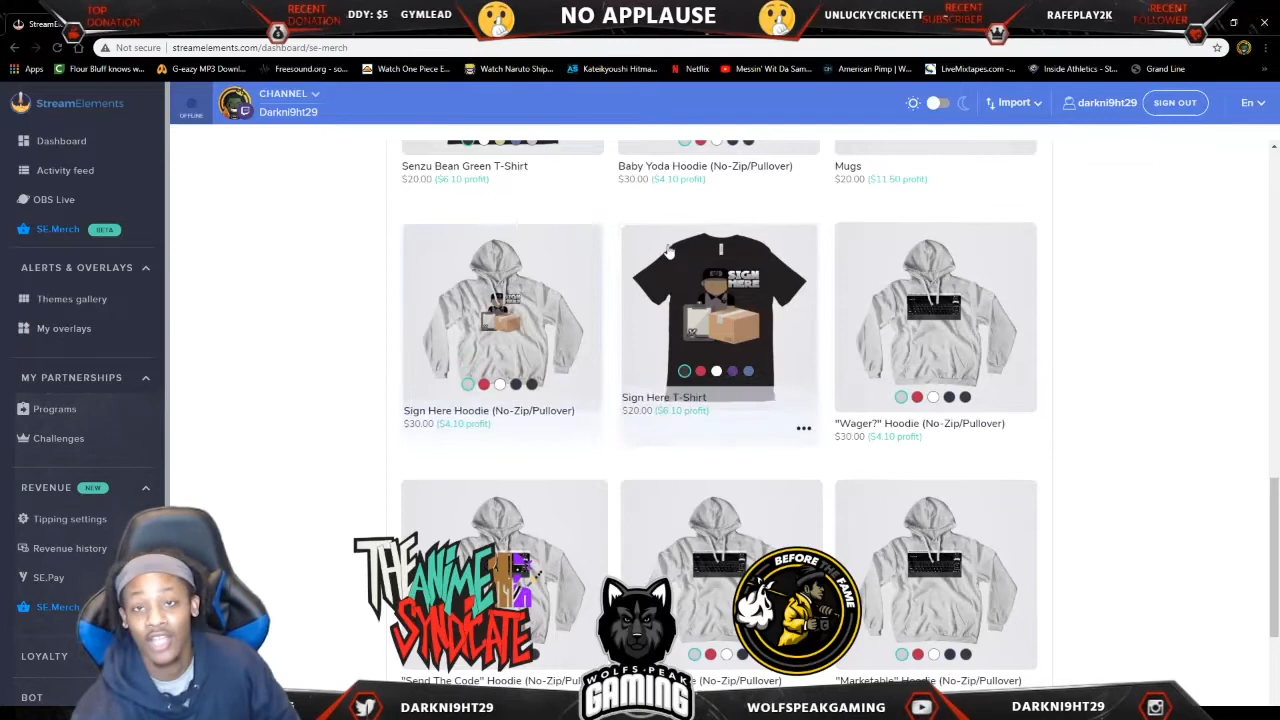 StreamEl
TOP
DONATION
RECENT
DONATION
DDY: $5 GYMLEAD
NO APPLAUSE
UNLUCKYCRICKETT
RECENT
SUBSCRIBER
RAFEPLAY2K
RECENT
FOLLOWER
Not secure | streamelements.com/dashboard/se-merch
Apps
Flour Bluff knows w...
G-eazy MP3 Downl...
Freesound.org - so...
Watch One Piece E...
Watch Naruto Ship...
Kateikyoushi Hitma...
Netflix
Messin' Wit Da Sam...
American Pimp | W...
LiveMixtapes.com -...
Inside Athletics - St...
Grand Line
StreamElements
OFFLINE
CHANNEL
Darkni9ht29
Import
darkni9ht29
SIGN OUT
En
Dashboard
Activity feed
OBS Live
SE.Merch BETA
ALERTS & OVERLAYS
Themes gallery
My overlays
MY PARTNERSHIPS
Programs
Challenges
REVENUE NEW
Tipping settings
Revenue history
SE.Pay
SE.Merch
LOYALTY
BOT
Senzu Bean Green T-Shirt
$20.00 ($6.10 profit)
Baby Yoda Hoodie (No-Zip/Pullover)
$30.00 ($4.10 profit)
Mugs
$20.00 ($11.50 profit)
SIGN
HERE
Sign Here Hoodie (No-Zip/Pullover)
$30.00 ($4.10 profit)
Sign Here T-Shirt
$20.00 ($6.10 profit)
"Wager?" Hoodie (No-Zip/Pullover)
$30.00 ($4.10 profit)
"Send The Code" Hoodie (No-Zip/Pul
e" Hoodie (No-Zip/Pullover)
"Marketable" Hoodie (No-Zip/Pullover)
THE
ANIME
SYNDICATE
WOLFS PEAK
GAMING
BEFORE THE FAME
DARKNI9HT29
WOLFSPEAKGAMING
DARKNI9HT29